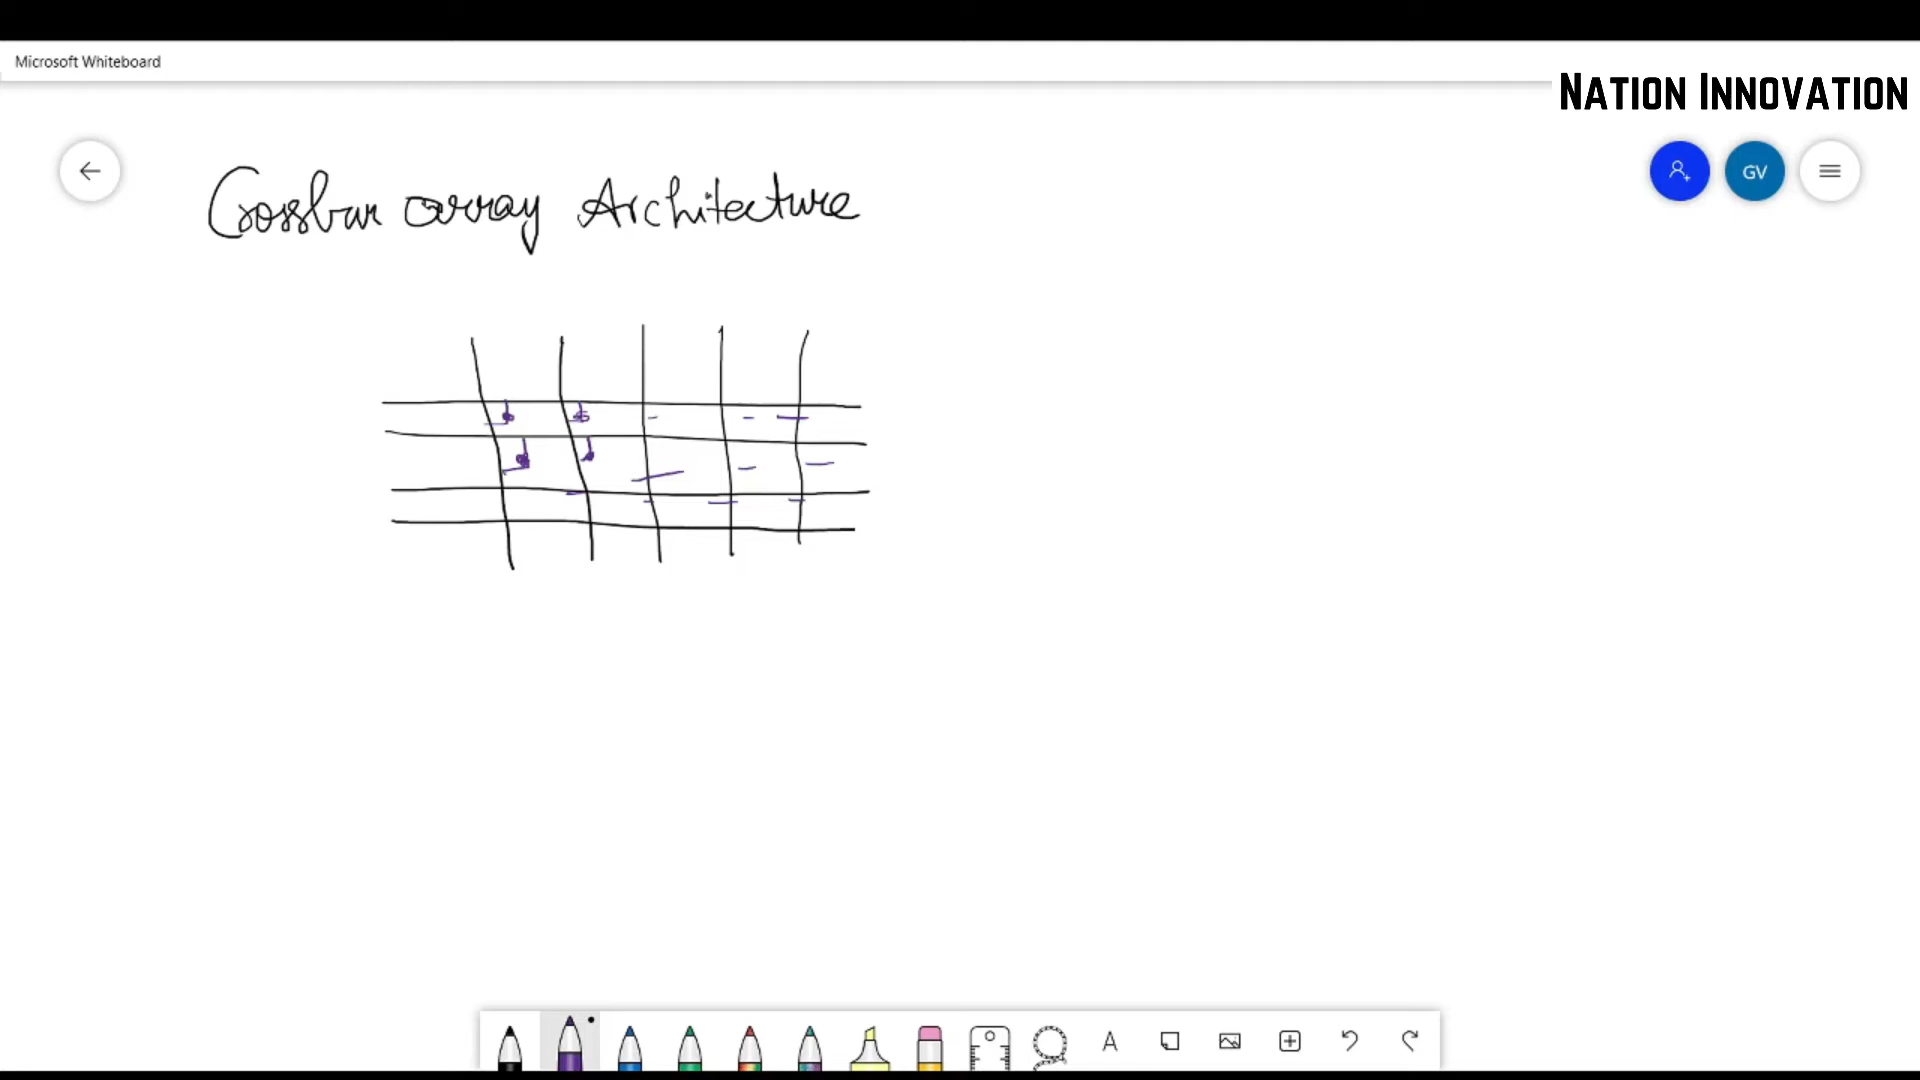 Microsoft Whiteboard
NATION INNOVATION
GV
Crossbar array Architecture
A